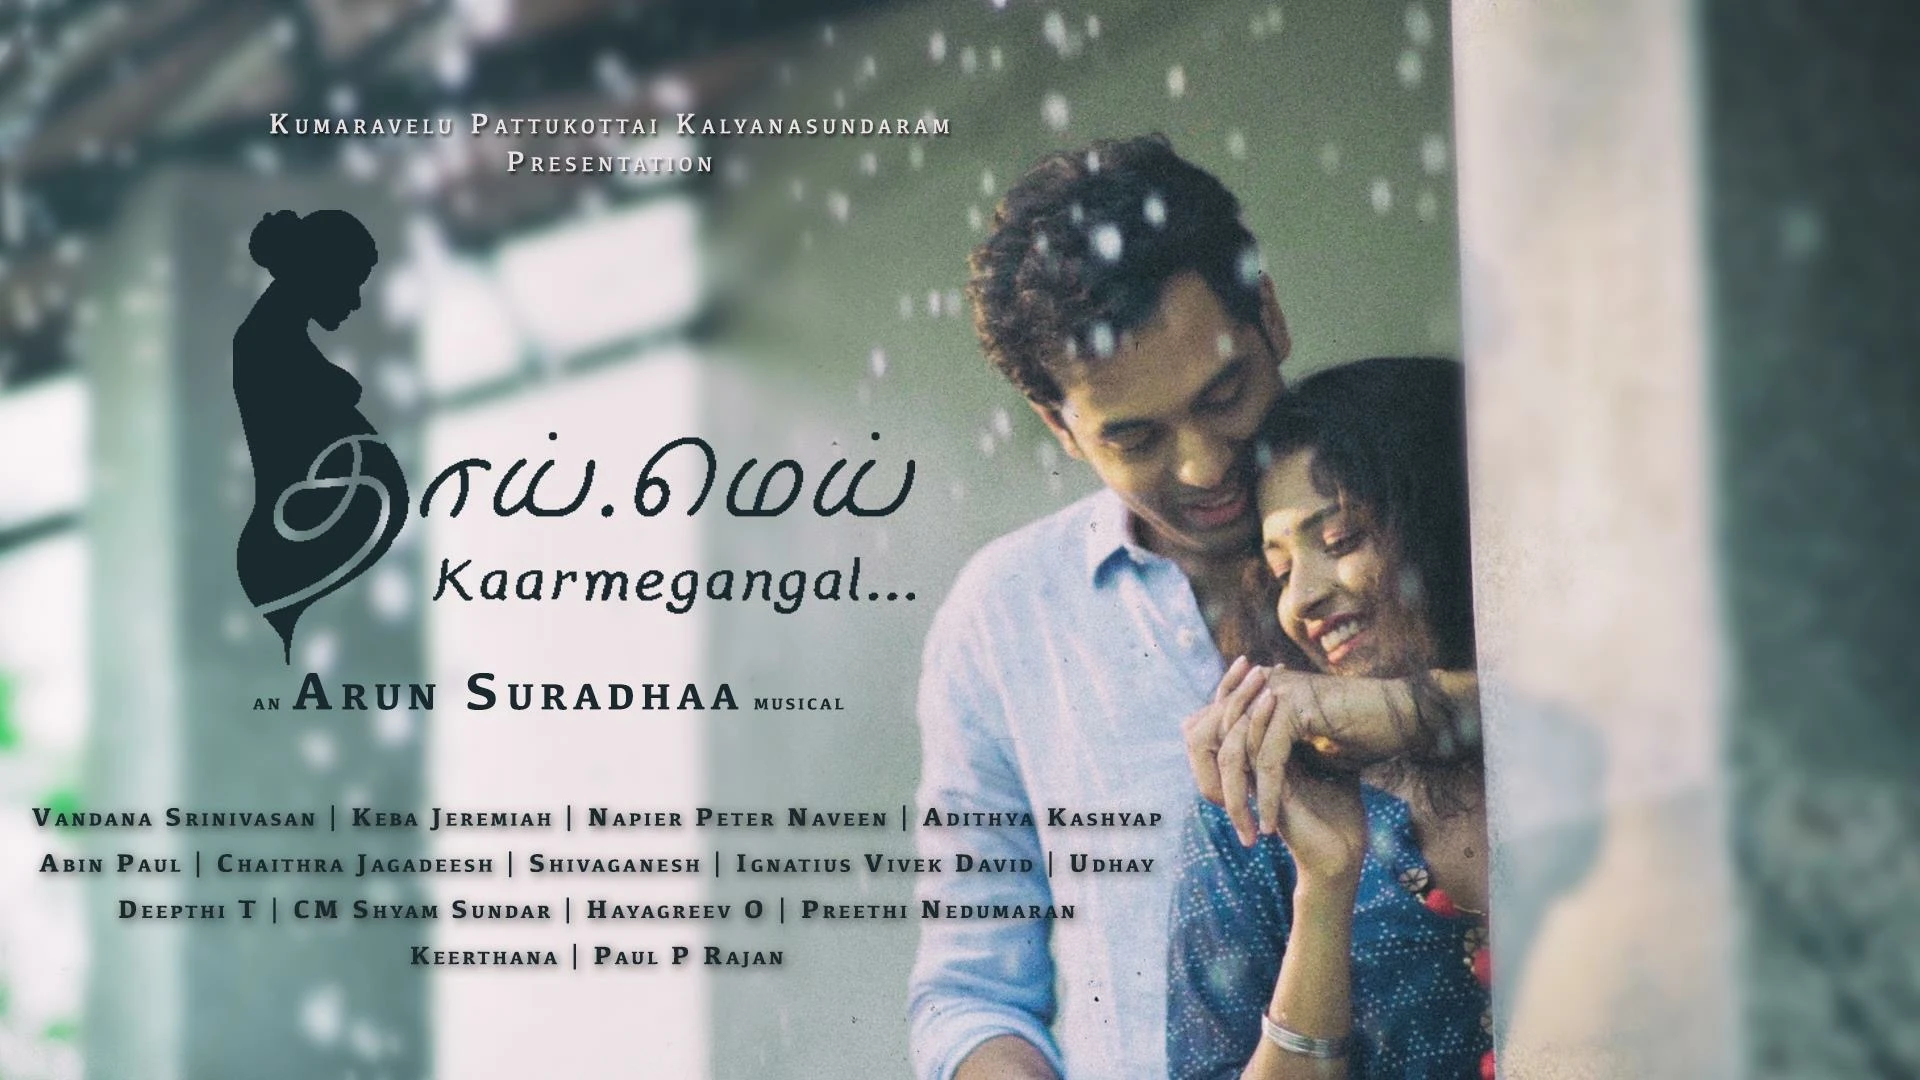 Kumaravelu Pattukottai Kalyanasundaram
Presentation
தாய்.மெய்
Kaarmegangal...
an Arun Suradhaa musical
Vandana Srinivasan | Keba Jeremiah | Napier Peter Naveen | Adithya Kashyap
Abin Paul | Chaithra Jagadeesh | Shivaganesh | Ignatius Vivek David | Udhay
Deepthi T | CM Shyam Sundar | Hayagreev O | Preethi Nedumaran
Keerthana | Paul P Rajan